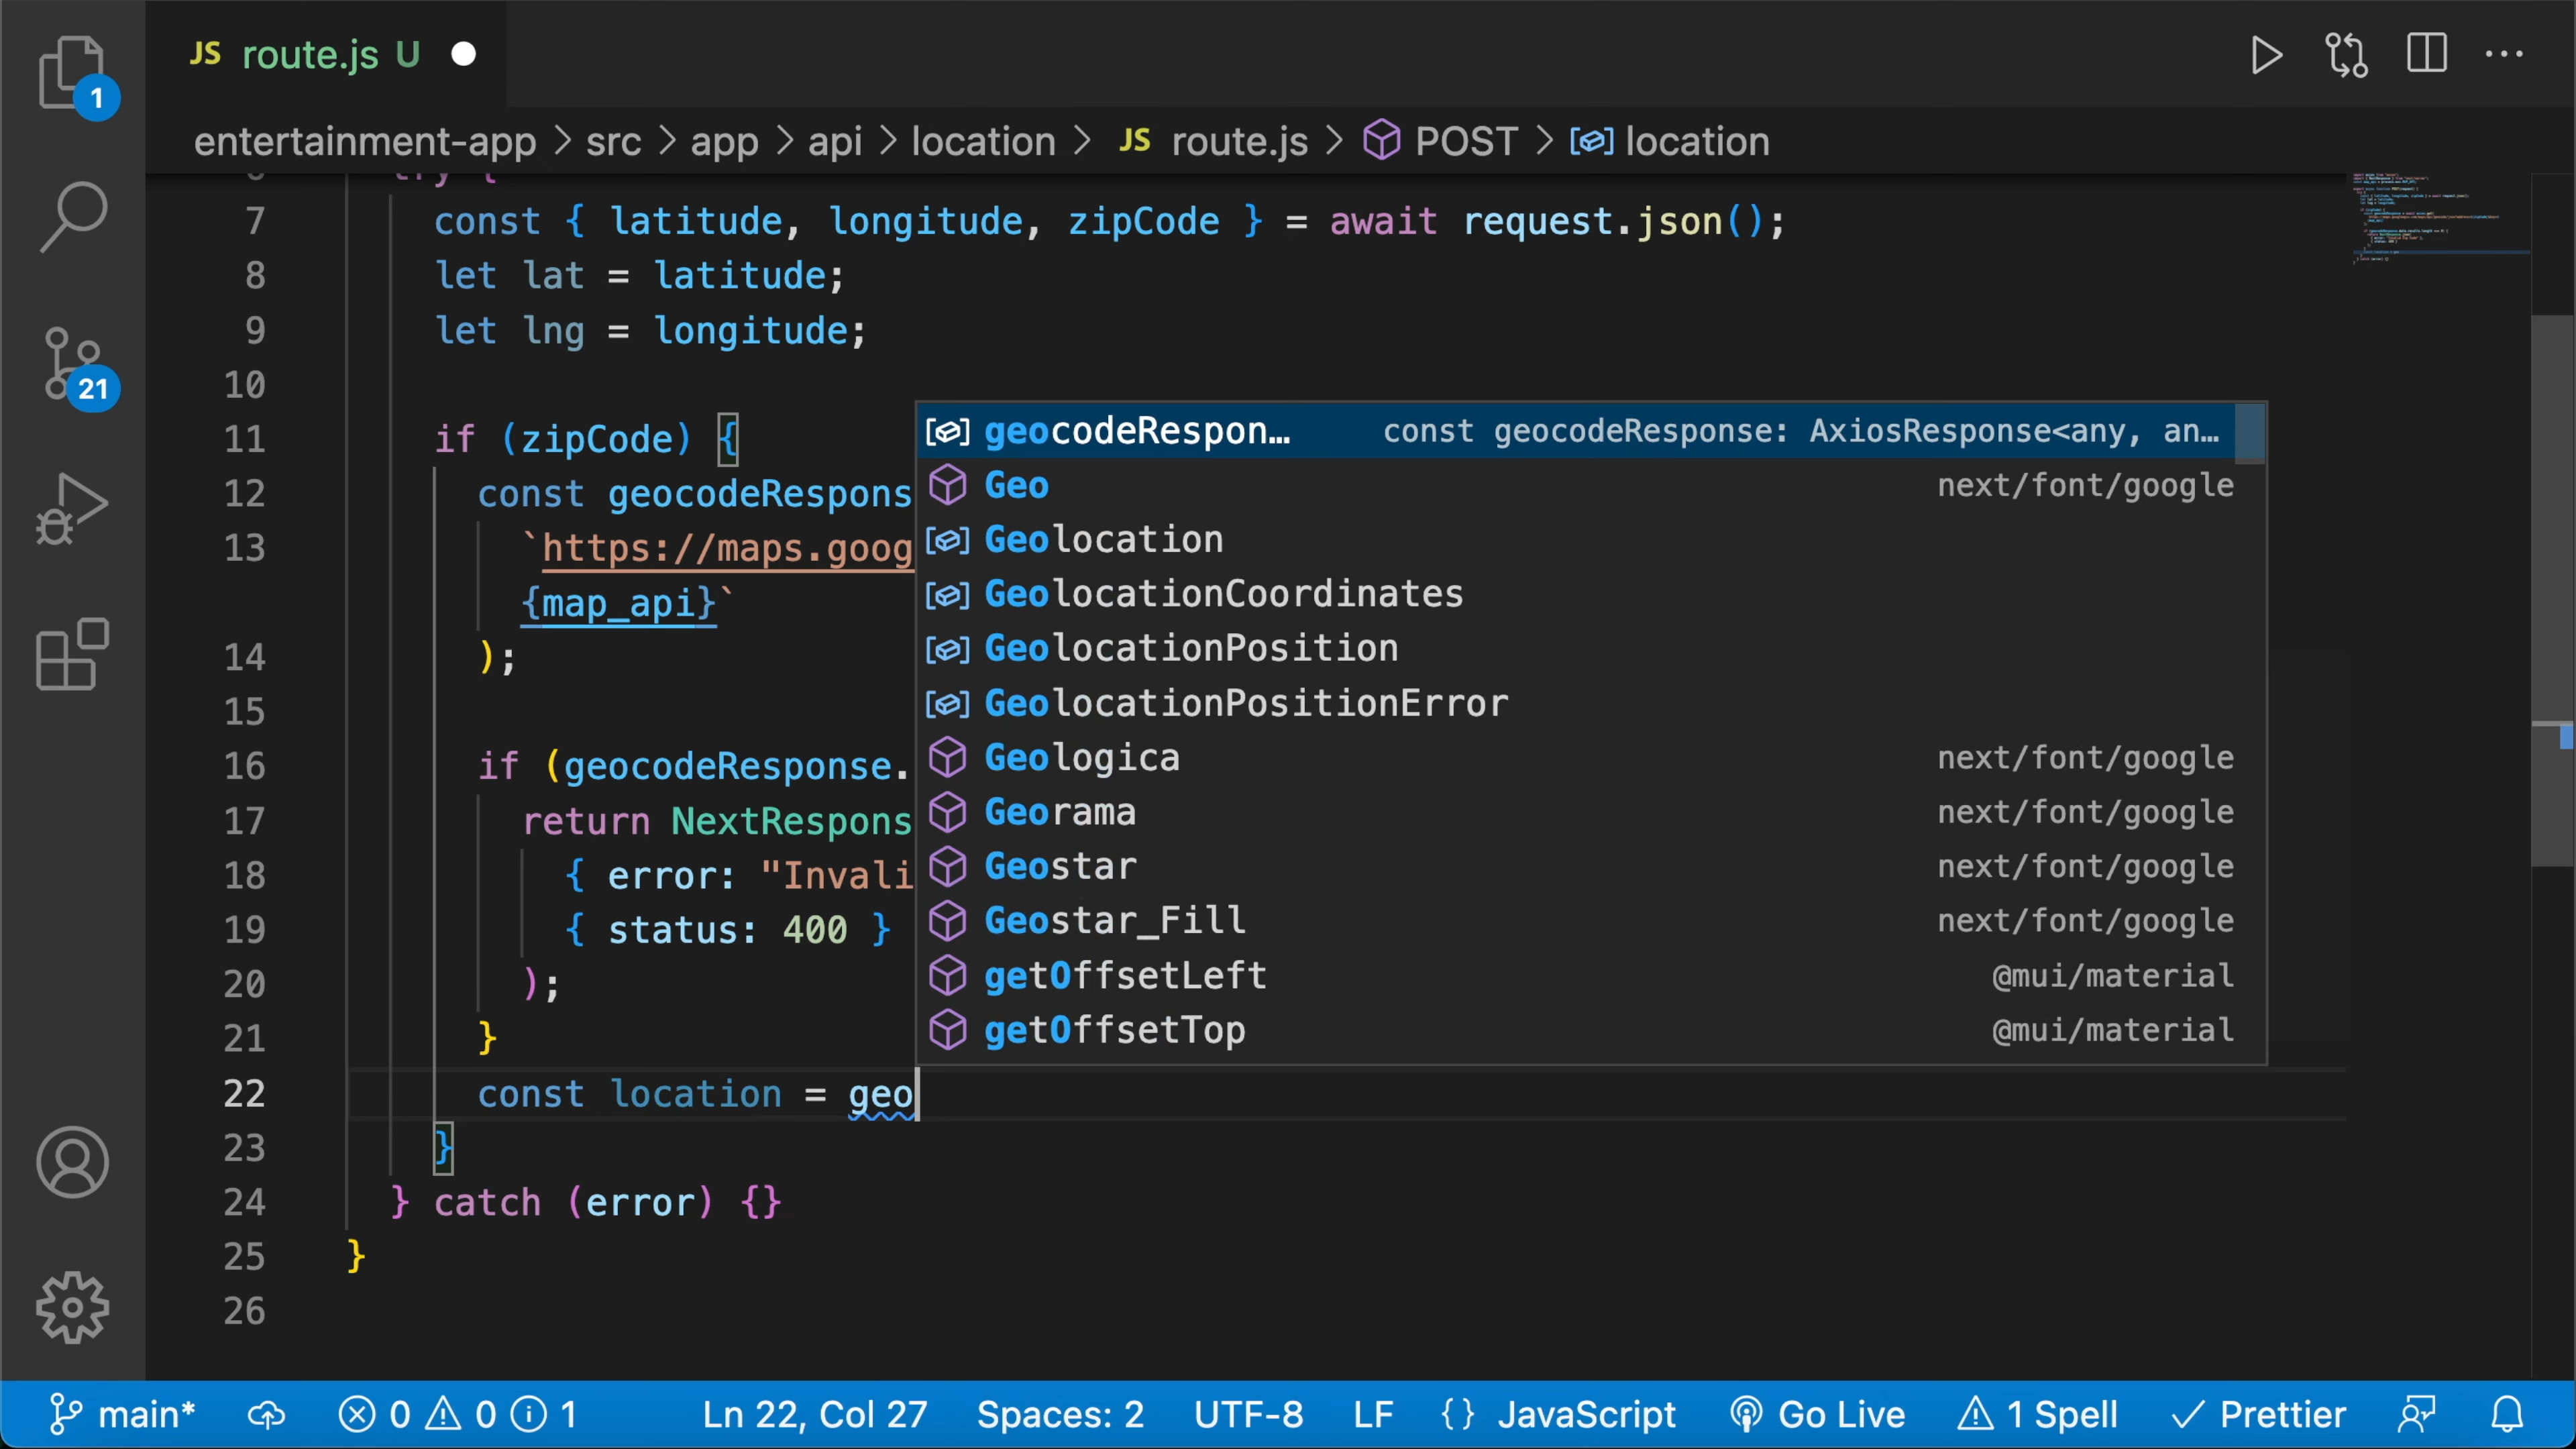 JS route.js U
entertainment-app > src > app > api > location > JS route.js > POST > location
1
21
7 const { latitude, longitude, zipCode } = await request.json();
8 let lat = latitude;
9 let lng = longitude;
10
11 if (zipCode) {
12 const geocodeRespons
13 `https://maps.goog
{map_api}`
14 );
15
16 if (geocodeResponse.
17 return NextRespons
18 { error: "Invali
19 { status: 400 }
20 );
21 }
22 const location = geo
23 }
24 } catch (error) {}
25 }
26
geocodeRespon… const geocodeResponse: AxiosResponse<any, an…
Geo next/font/google
Geolocation
GeolocationCoordinates
GeolocationPosition
GeolocationPositionError
Geologica next/font/google
Georama next/font/google
Geostar next/font/google
Geostar_Fill next/font/google
getOffsetLeft @mui/material
getOffsetTop @mui/material
main* 0 0 1 Ln 22, Col 27 Spaces: 2 UTF-8 LF {} JavaScript Go Live 1 Spell Prettier